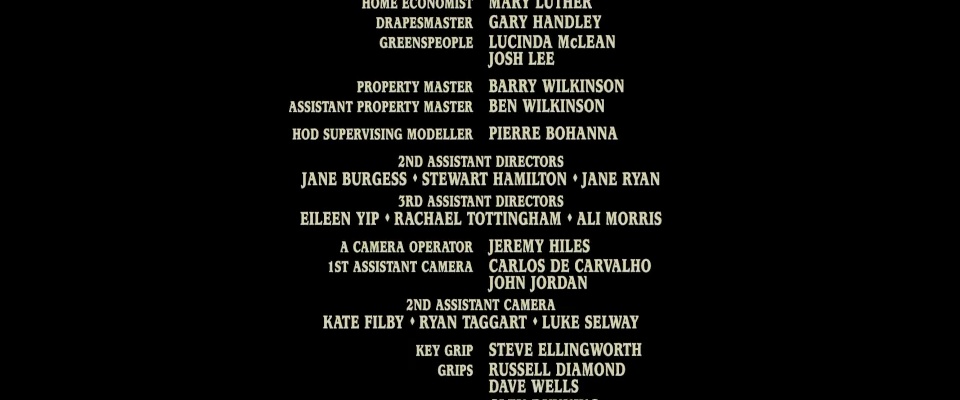 HOME ECONOMIST MARY LUTHER
DRAPESMASTER GARY HANDLEY
GREENSPEOPLE LUCINDA McLEAN
JOSH LEE
PROPERTY MASTER BARRY WILKINSON
ASSISTANT PROPERTY MASTER BEN WILKINSON
HOD SUPERVISING MODELLER PIERRE BOHANNA
2ND ASSISTANT DIRECTORS
JANE BURGESS ♦ STEWART HAMILTON ♦ JANE RYAN
3RD ASSISTANT DIRECTORS
EILEEN YIP ♦ RACHAEL TOTTINGHAM ♦ ALI MORRIS
A CAMERA OPERATOR JEREMY HILES
1ST ASSISTANT CAMERA CARLOS DE CARVALHO
JOHN JORDAN
2ND ASSISTANT CAMERA
KATE FILBY ♦ RYAN TAGGART ♦ LUKE SELWAY
KEY GRIP STEVE ELLINGWORTH
GRIPS RUSSELL DIAMOND
DAVE WELLS